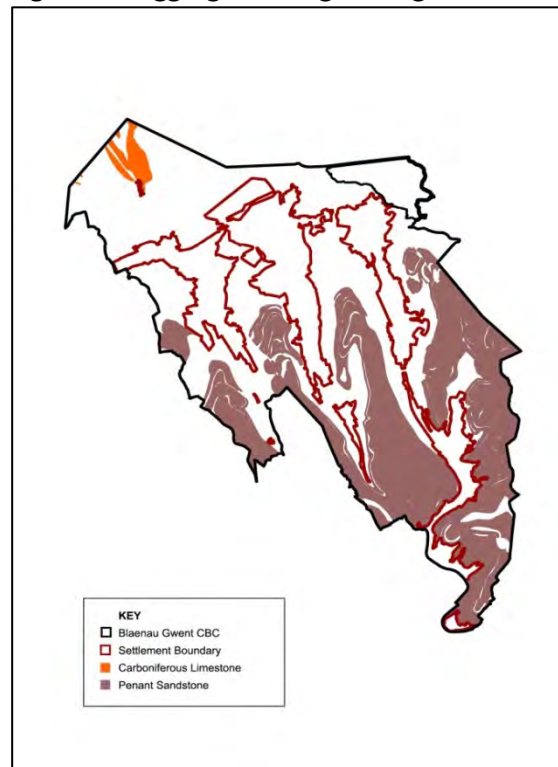 KEY
Blaenau Gwent CBC
Settlement Boundary
Carboniferous Limestone
Penant Sandstone